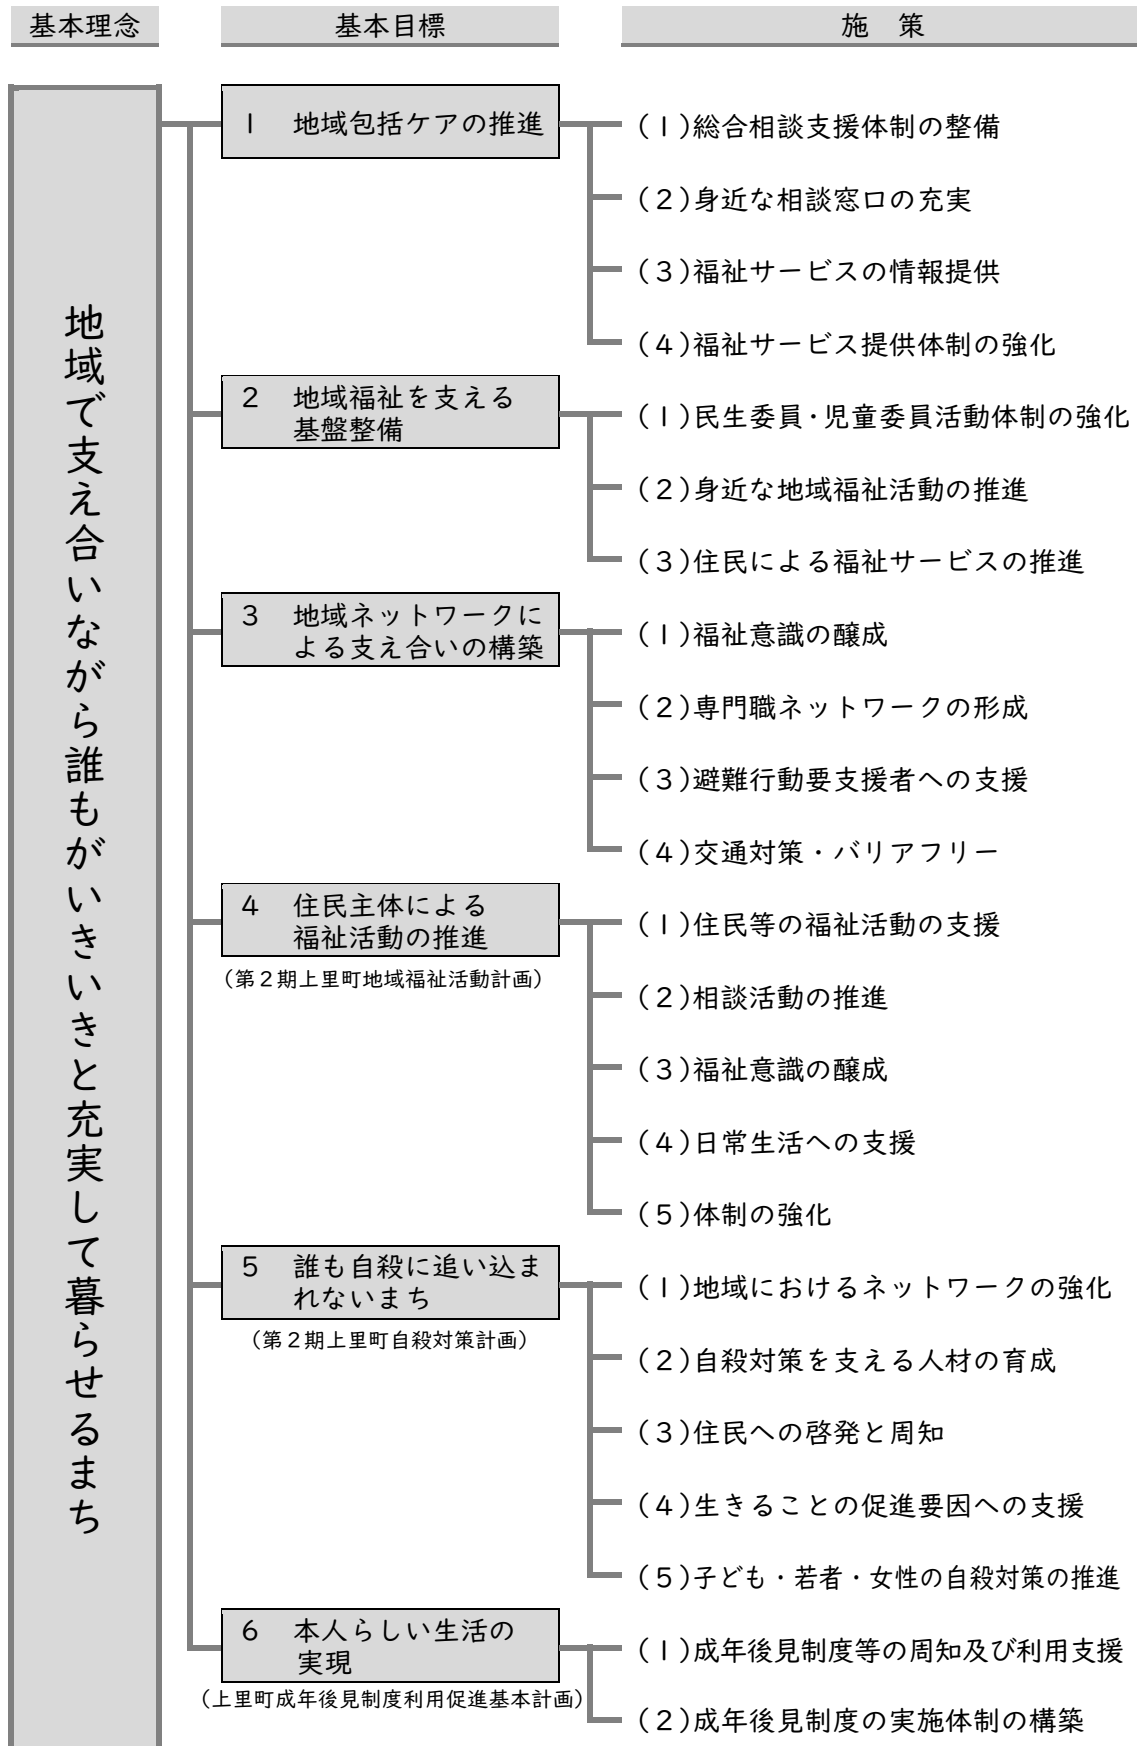 基本理念
基本目標
施　策
地域で支え合いながら誰もがいきいきと充実して暮らせるまち
1　地域包括ケアの推進
(1)総合相談支援体制の整備
(2)身近な相談窓口の充実
(3)福祉サービスの情報提供
(4)福祉サービス提供体制の強化
2　地域福祉を支える
基盤整備
(1)民生委員・児童委員活動体制の強化
(2)身近な地域福祉活動の推進
(3)住民による福祉サービスの推進
3　地域ネットワークに
よる支え合いの構築
(1)福祉意識の醸成
(2)専門職ネットワークの形成
(3)避難行動要支援者への支援
(4)交通対策・バリアフリー
4　住民主体による
福祉活動の推進
(第2期上里町地域福祉活動計画)
(1)住民等の福祉活動の支援
(2)相談活動の推進
(3)福祉意識の醸成
(4)日常生活への支援
(5)体制の強化
5　誰も自殺に追い込ま
れないまち
(第2期上里町自殺対策計画)
(1)地域におけるネットワークの強化
(2)自殺対策を支える人材の育成
(3)住民への啓発と周知
(4)生きることの促進要因への支援
(5)子ども・若者・女性の自殺対策の推進
6　本人らしい生活の
実現
(上里町成年後見制度利用促進基本計画)
(1)成年後見制度等の周知及び利用支援
(2)成年後見制度の実施体制の構築